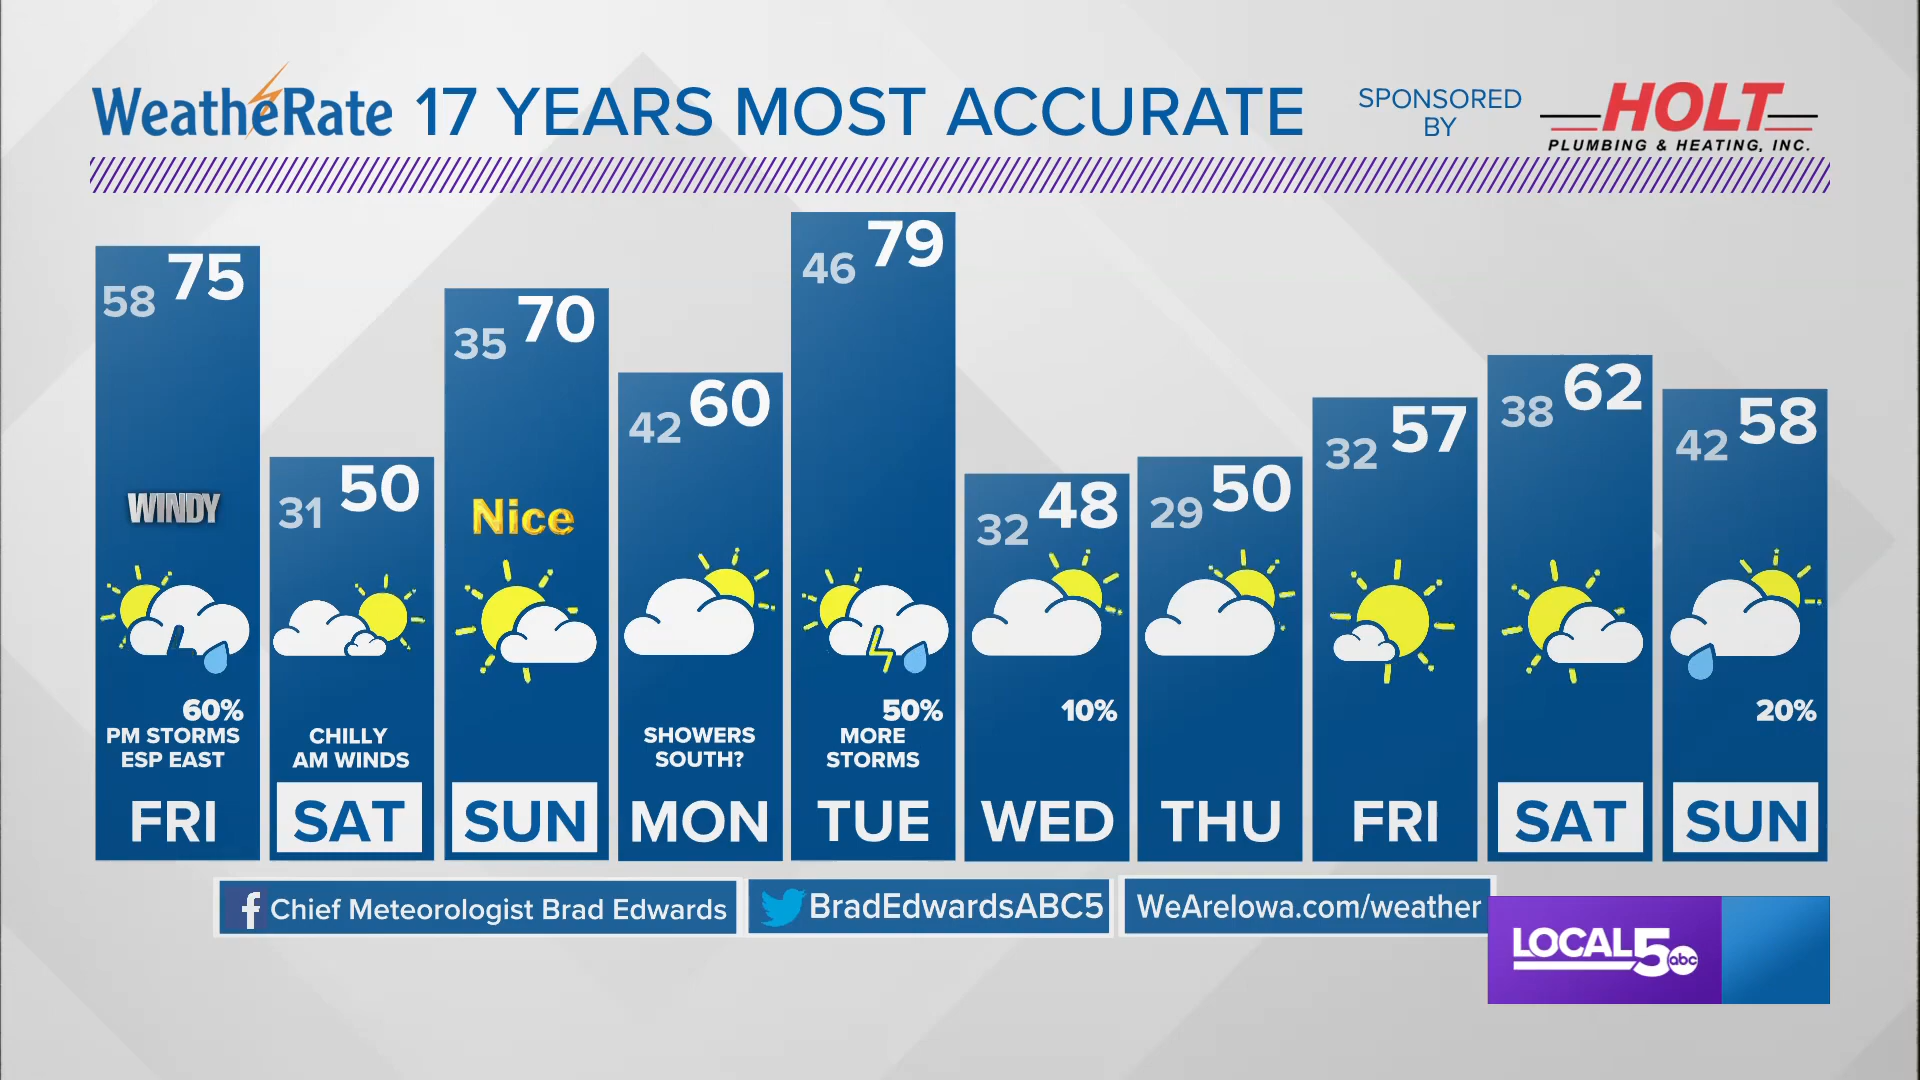 WeatheRate 17 YEARS MOST ACCURATE
SPONSORED
BY
HOLT
PLUMBING & HEATING, INC.
58 75
WINDY
60%
PM STORMS
ESP EAST
FRI
31 50
CHILLY
AM WINDS
SAT
35 70
Nice
SUN
42 60
SHOWERS
SOUTH?
MON
46 79
50%
MORE
STORMS
TUE
32 48
10%
WED
29 50
THU
32 57
FRI
38 62
SAT
42 58
20%
SUN
f Chief Meteorologist Brad Edwards
BradEdwardsABC5
WeAreIowa.com/weather
LOCAL 5 abc